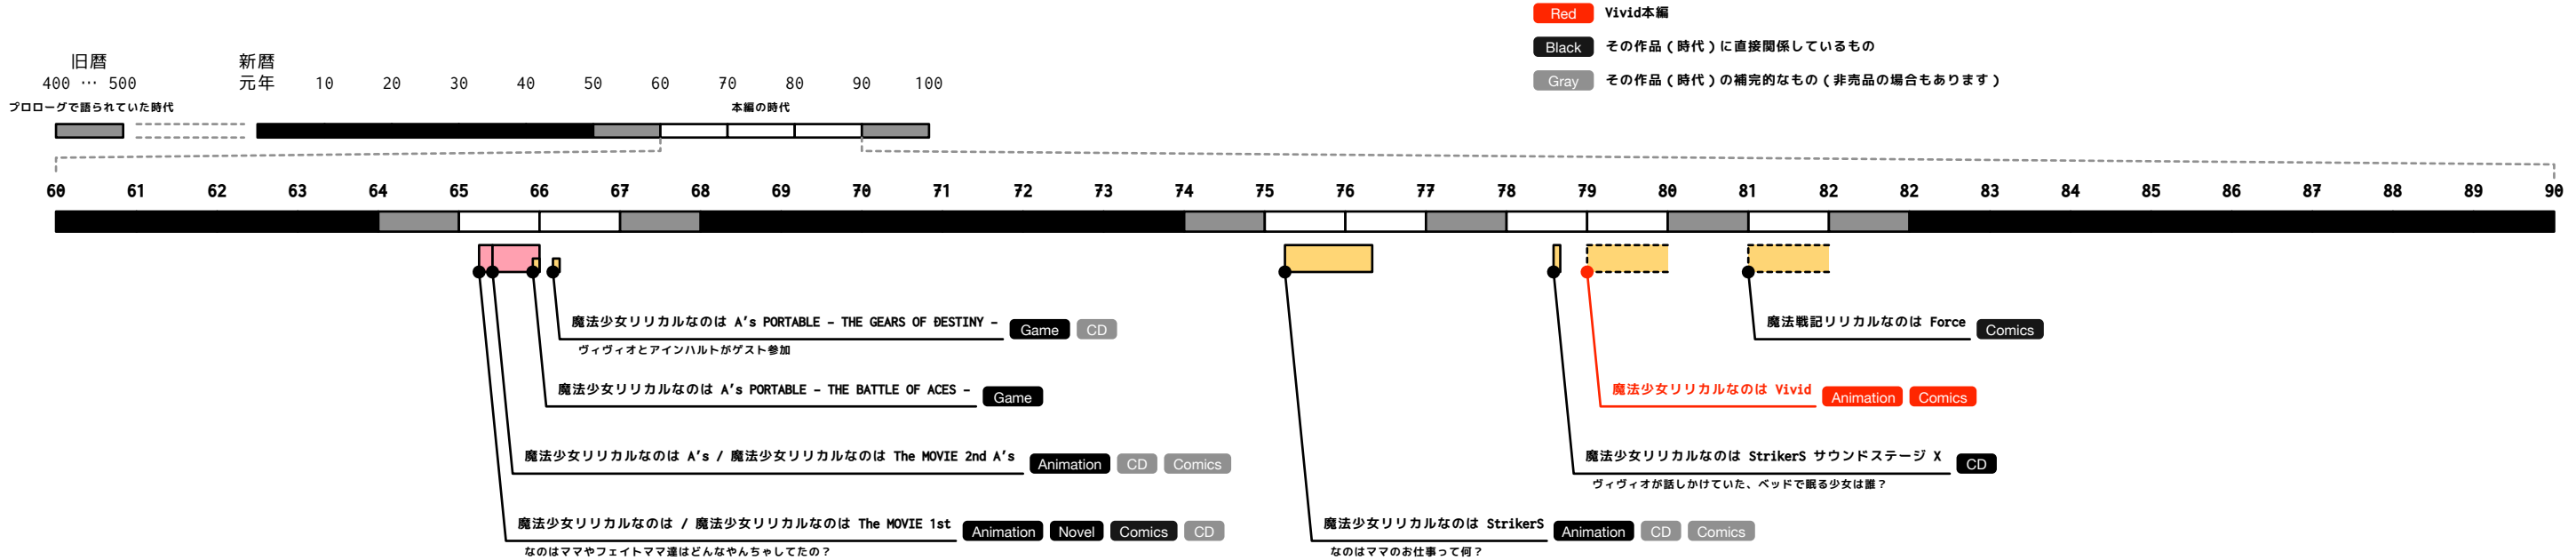 Red Vivid本編
Black その作品(時代)に直接関係しているもの
Gray その作品(時代)の補完的なもの(非売品の場合もあります)
旧暦 新暦
400 … 500 元年 10 20 30 40 50 60 70 80 90 100
プロローグで語られていた時代 本編の時代
60 61 62 63 64 65 66 67 68 69 70 71 72 73 74 75 76 77 78 79 80 81 82 82 83 84 85 86 87 88 89 90
魔法少女リリカルなのは A's PORTABLE - THE GEARS OF ĐESTINY - Game CD
ヴィヴィオとアインハルトがゲスト参加
魔法戦記リリカルなのは Force Comics
魔法少女リリカルなのは A's PORTABLE - THE BATTLE OF ACES - Game
魔法少女リリカルなのは Vivid Animation Comics
魔法少女リリカルなのは A's / 魔法少女リリカルなのは The MOVIE 2nd A's Animation CD Comics
魔法少女リリカルなのは StrikerS サウンドステージ X CD
ヴィヴィオが話しかけていた、ベッドで眠る少女は誰?
魔法少女リリカルなのは / 魔法少女リリカルなのは The MOVIE 1st Animation Novel Comics CD
なのはママやフェイトママ達はどんなやんちゃしてたの?
魔法少女リリカルなのは StrikerS Animation CD Comics
なのはママのお仕事って何?